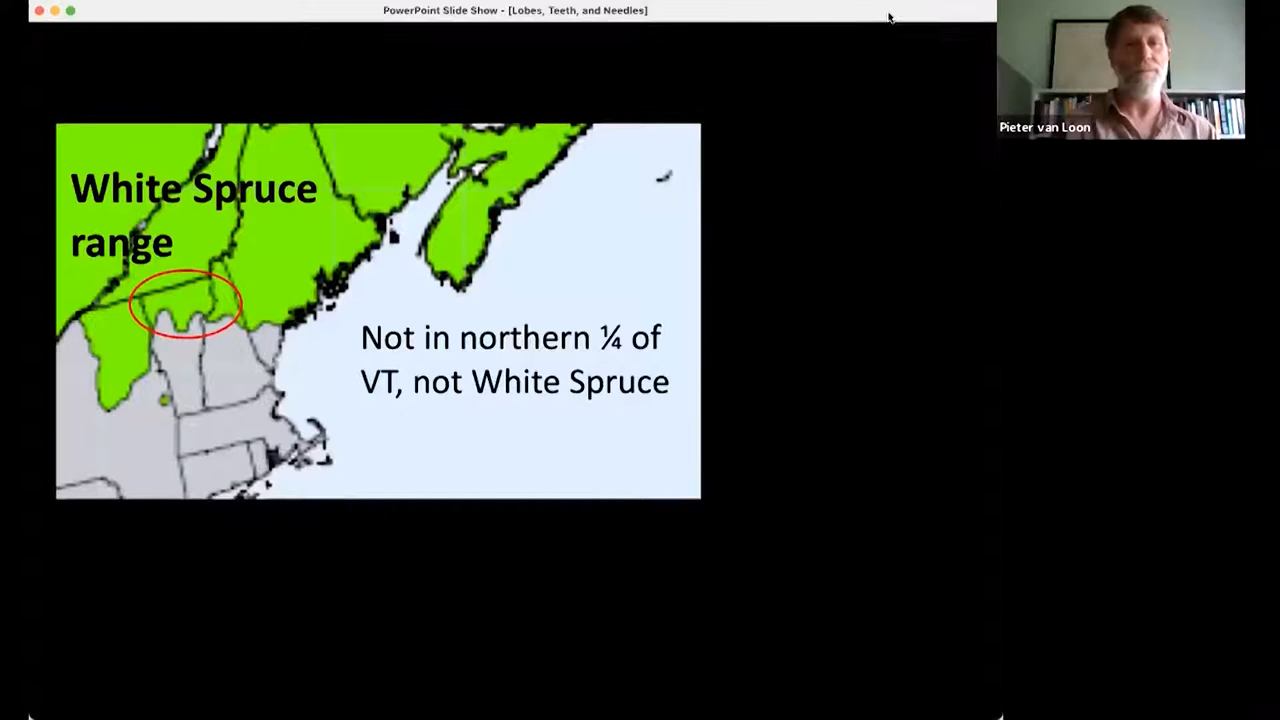 PowerPoint Slide Show - [Lobes, Teeth, and Needles]
Pieter van Loon
White Spruce
range
Not in northern ¼ of
VT, not White Spruce